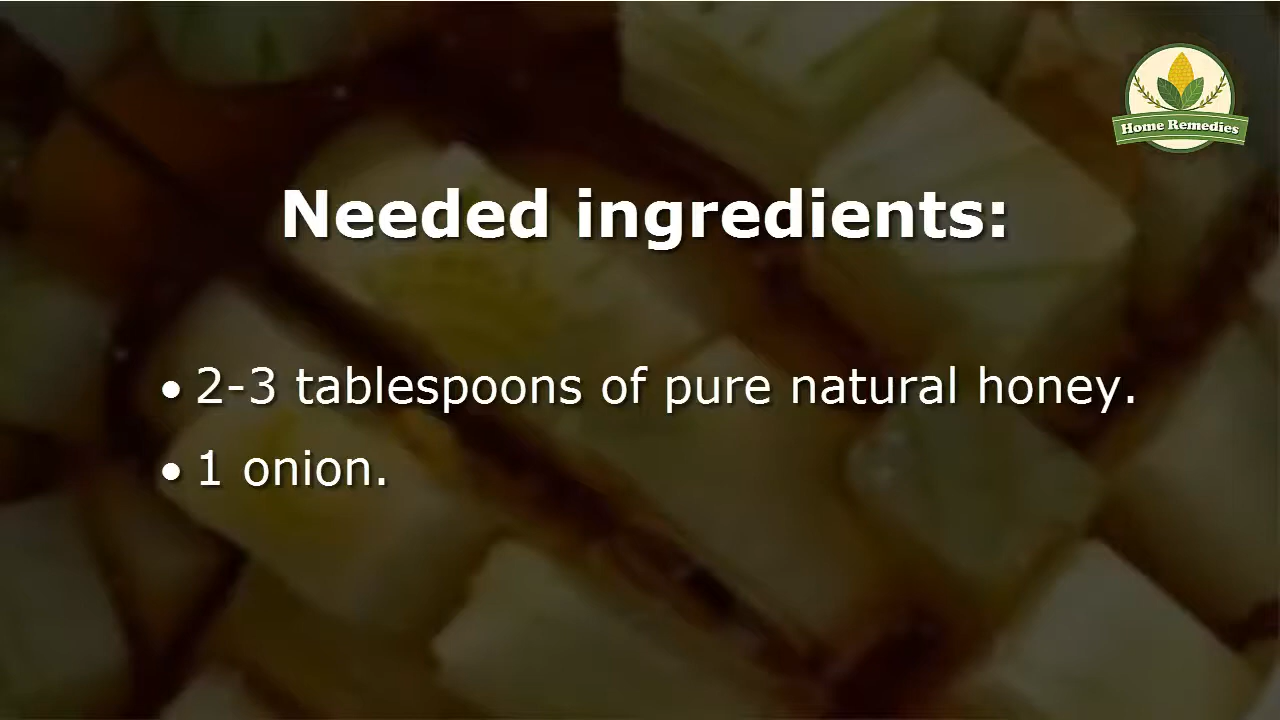 Home Remedies
Needed ingredients:
• 2-3 tablespoons of pure natural honey.
• 1 onion.